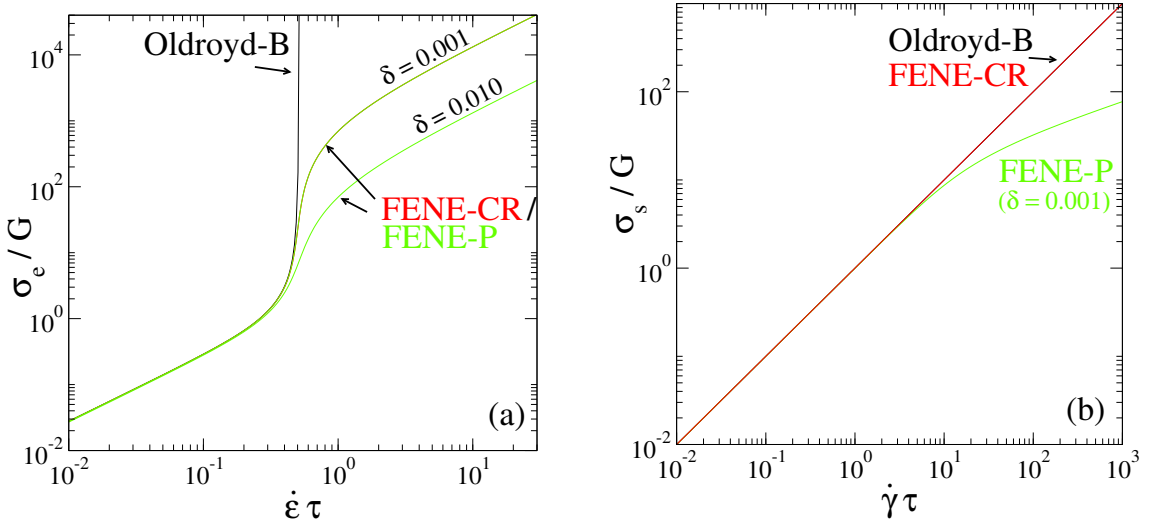 10^4
10^2
10^0
10^-2
σ_e / G
Oldroyd-B
δ = 0.001
δ = 0.010
FENE-CR /
FENE-P
(a)
10^-2
10^-1
10^0
10^1
ε̇ τ
10^2
10^0
10^-2
σ_s / G
Oldroyd-B
FENE-CR
FENE-P
(δ = 0.001)
(b)
10^-2
10^-1
10^0
10^1
10^2
10^3
γ̇ τ